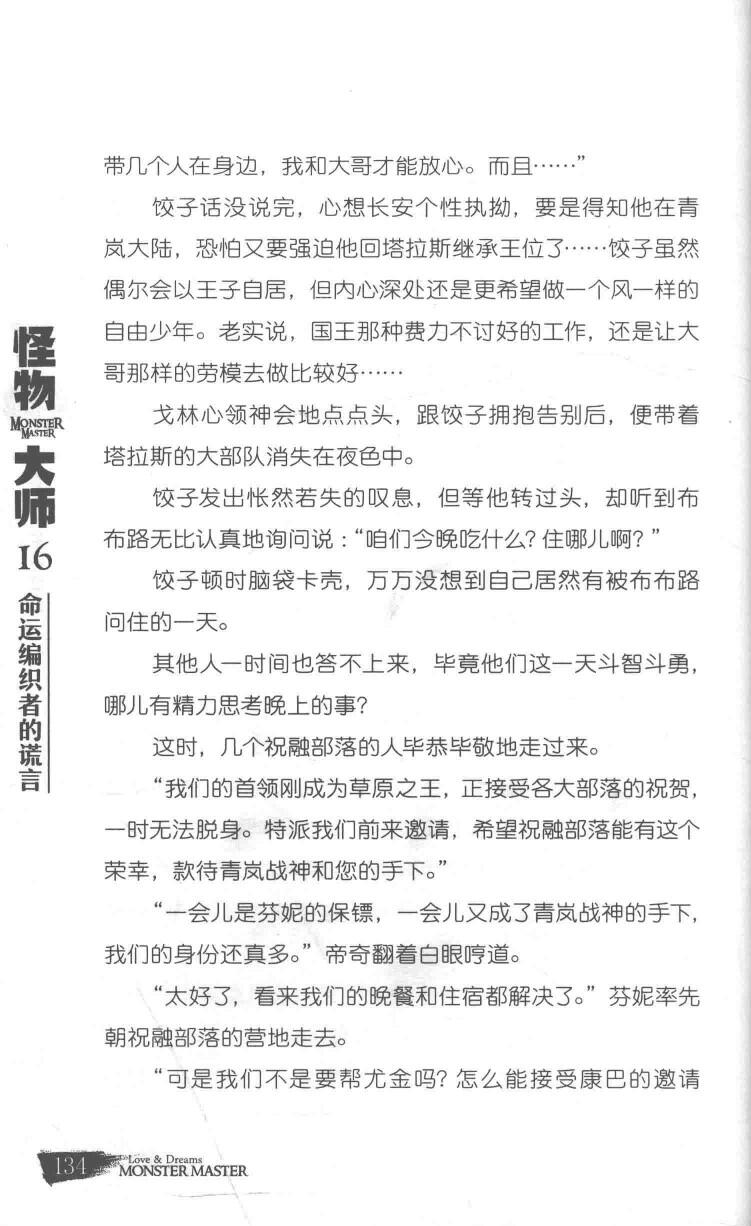 带几个人在身边，我和大哥才能放心。而且……”
饺子话没说完，心想长安个性执拗，要是得知他在青
岚大陆，恐怕又要强迫他回塔拉斯继承王位了……饺子虽然
偶尔会以王子自居，但内心深处还是更希望做一个风一样的
自由少年。老实说，国王那种费力不讨好的工作，还是让大
哥那样的劳模去做比较好……
戈林心领神会地点点头，跟饺子拥抱告别后，便带着
塔拉斯的大部队消失在夜色中。
饺子发出怅然若失的叹息，但等他转过头，却听到布
布路无比认真地询问说：“咱们今晚吃什么？住哪儿啊？”
饺子顿时脑袋卡壳，万万没想到自己居然有被布布路
问住的一天。
其他人一时间也答不上来，毕竟他们这一天斗智斗勇，
哪儿有精力思考晚上的事？
这时，几个祝融部落的人毕恭毕敬地走过来。
“我们的首领刚成为草原之王，正接受各大部落的祝贺，
一时无法脱身。特派我们前来邀请，希望祝融部落能有这个
荣幸，款待青岚战神和您的手下。”
“一会儿是芬妮的保镖，一会儿又成了青岚战神的手下，
我们的身份还真多。”帝奇翻着白眼哼道。
“太好了，看来我们的晚餐和住宿都解决了。”芬妮率先
朝祝融部落的营地走去。
“可是我们不是要帮尤金吗？怎么能接受康巴的邀请
怪物
MONSTER
MASTER
大师
16
命运编织者的谎言
134
Love & Dreams
MONSTER MASTER